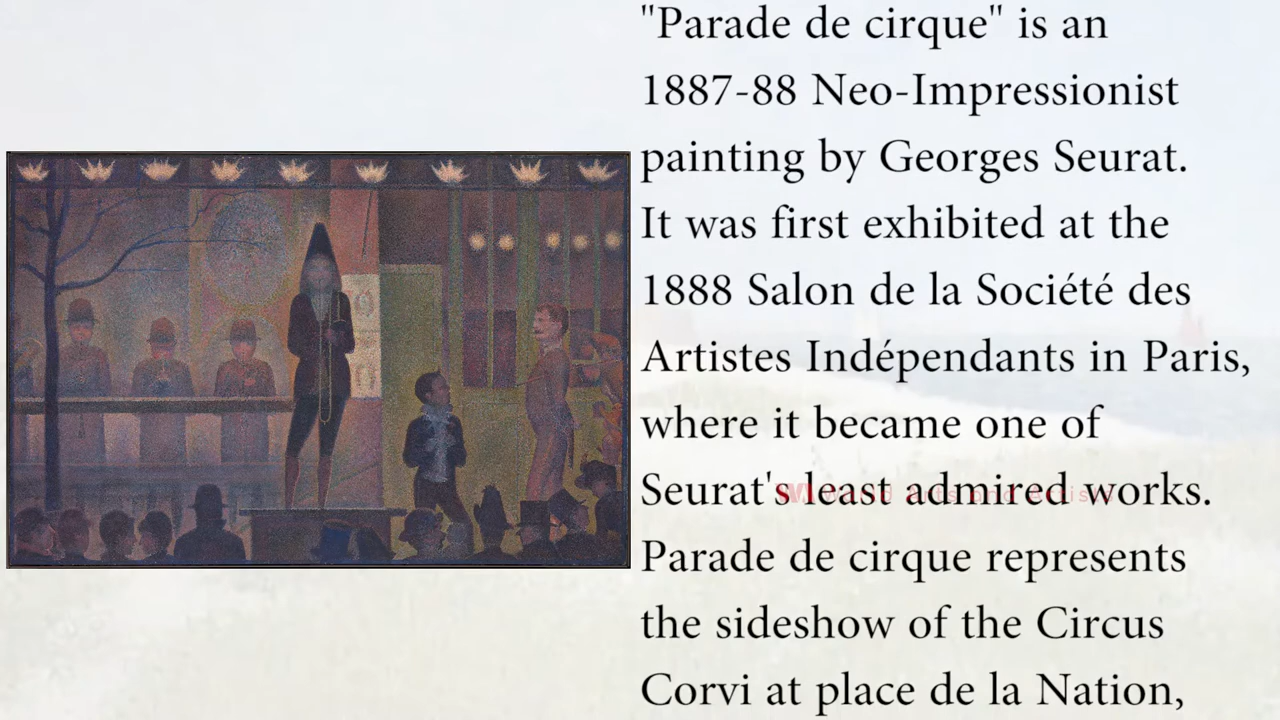 "Parade de cirque" is an
1887-88 Neo-Impressionist
painting by Georges Seurat.
It was first exhibited at the
1888 Salon de la Société des
Artistes Indépendants in Paris,
where it became one of
Seurat's least admired works.
Parade de cirque represents
the sideshow of the Circus
Corvi at place de la Nation,